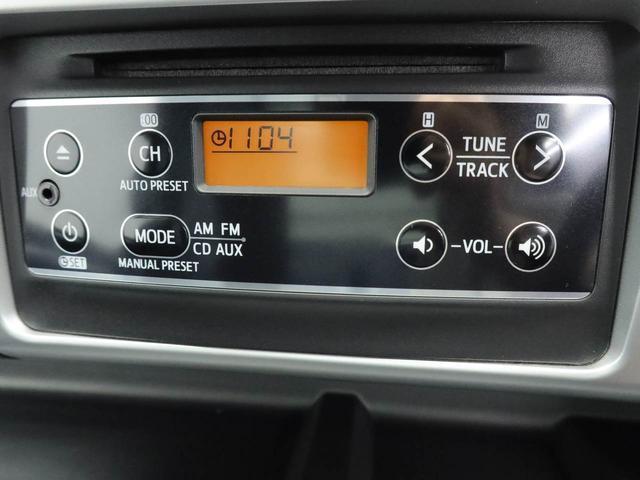 :00
H
M
1104
CH
TUNE
TRACK
AUX
AUTO PRESET
MODE
AM FM
CD AUX
-VOL-
SET
MANUAL PRESET